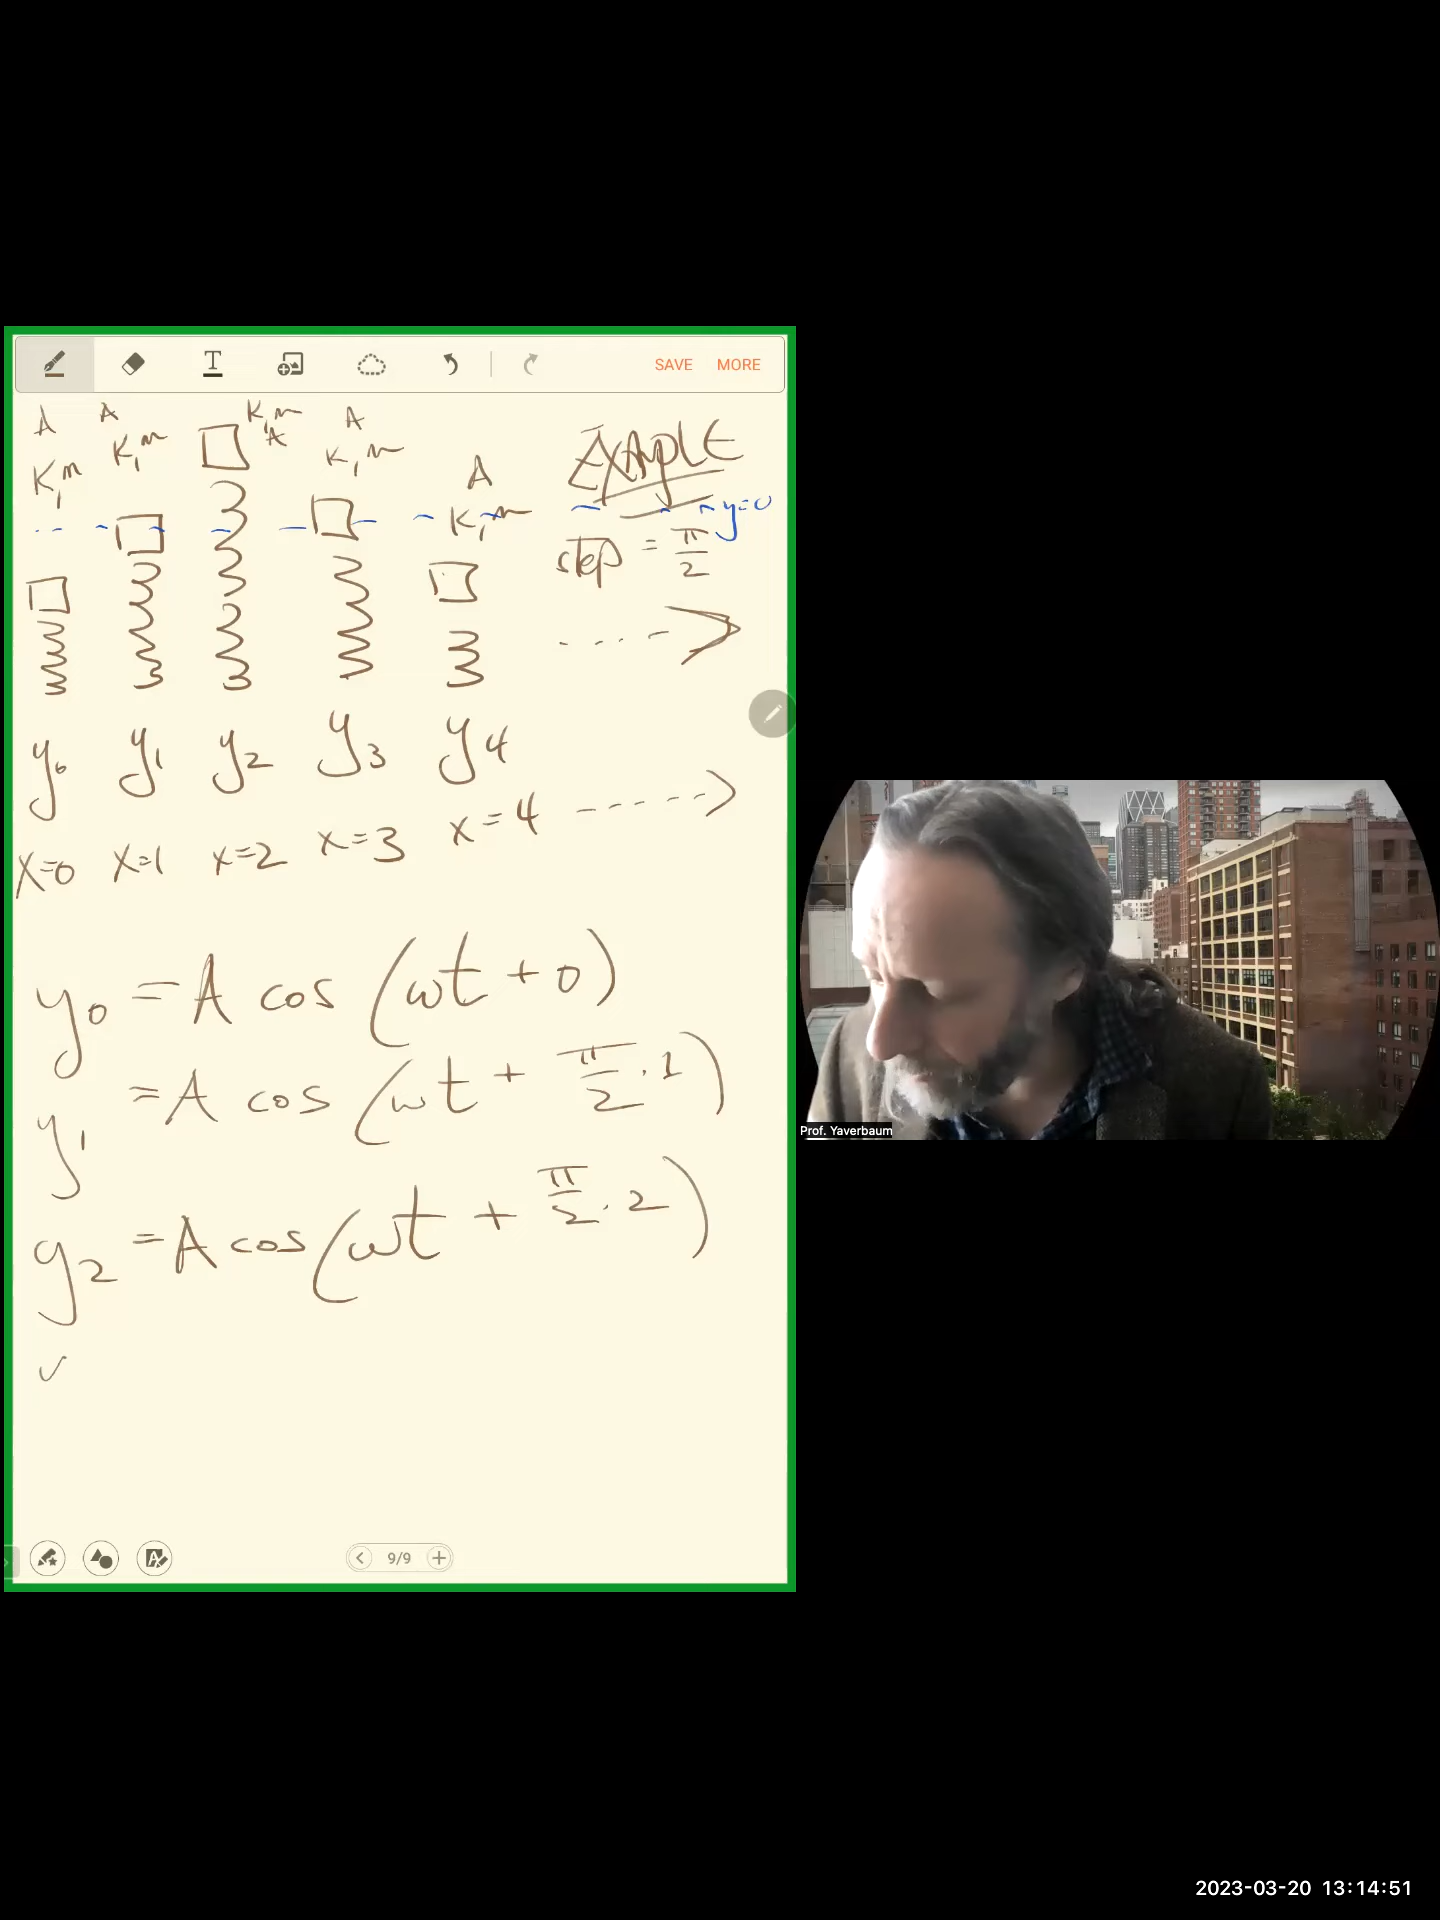 T SAVE MORE
A A K,m A A
K,m K,m K,m A
K,m
EXAMPLE
y=0
step = π/2
y0 y1 y2 y3 y4
x=0 x=1 x=2 x=3 x=4
y0 = A cos (ωt + 0)
y1 = A cos (ωt + π/2 · 1)
y2 = A cos (ωt + π/2 · 2)
9/9
Prof. Yaverbaum
2023-03-20 13:14:51